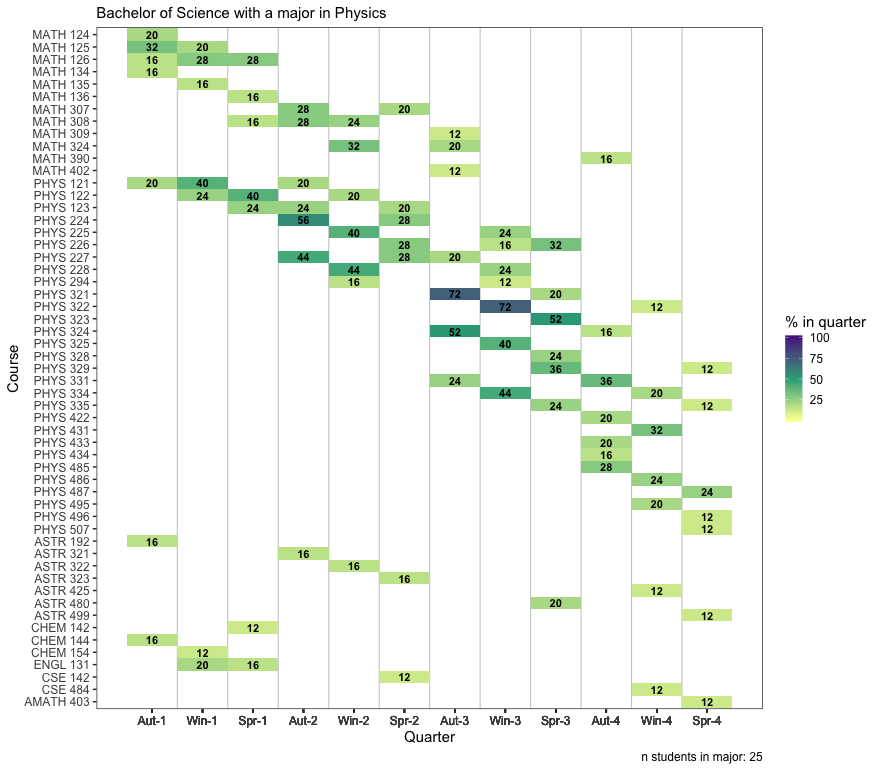 Bachelor of Science with a major in Physics
MATH 124 20
MATH 125 32 20
MATH 126 16 28 28
MATH 134 16
MATH 135 16
MATH 136 16
MATH 307 28 20
MATH 308 16 28 24
MATH 309 12
MATH 324 32 20
MATH 390 16
MATH 402 12
PHYS 121 20 40 20
PHYS 122 24 40 20
PHYS 123 24 24 20
PHYS 224 56 28
PHYS 225 40 24
PHYS 226 28 16 32
PHYS 227 44 28 20
PHYS 228 44 24
PHYS 294 16 12
PHYS 321 72 20
PHYS 322 72 12
PHYS 323 52
PHYS 324 52 16
PHYS 325 40
PHYS 328 24
PHYS 329 36 12
PHYS 331 24 36
PHYS 334 44 20
PHYS 335 24 12
PHYS 422 20
PHYS 431 32
PHYS 433 20
PHYS 434 16
PHYS 485 28
PHYS 486 24
PHYS 487 24
PHYS 495 20
PHYS 496 12
PHYS 507 12
ASTR 192 16
ASTR 321 16
ASTR 322 16
ASTR 323 16
ASTR 425 12
ASTR 480 20
ASTR 499 12
CHEM 142 12
CHEM 144 16
CHEM 154 12
ENGL 131 20 16
CSE 142 12
CSE 484 12
AMATH 403 12
Course
Aut-1 Win-1 Spr-1 Aut-2 Win-2 Spr-2 Aut-3 Win-3 Spr-3 Aut-4 Win-4 Spr-4
Quarter
% in quarter
100
75
50
25
n students in major: 25